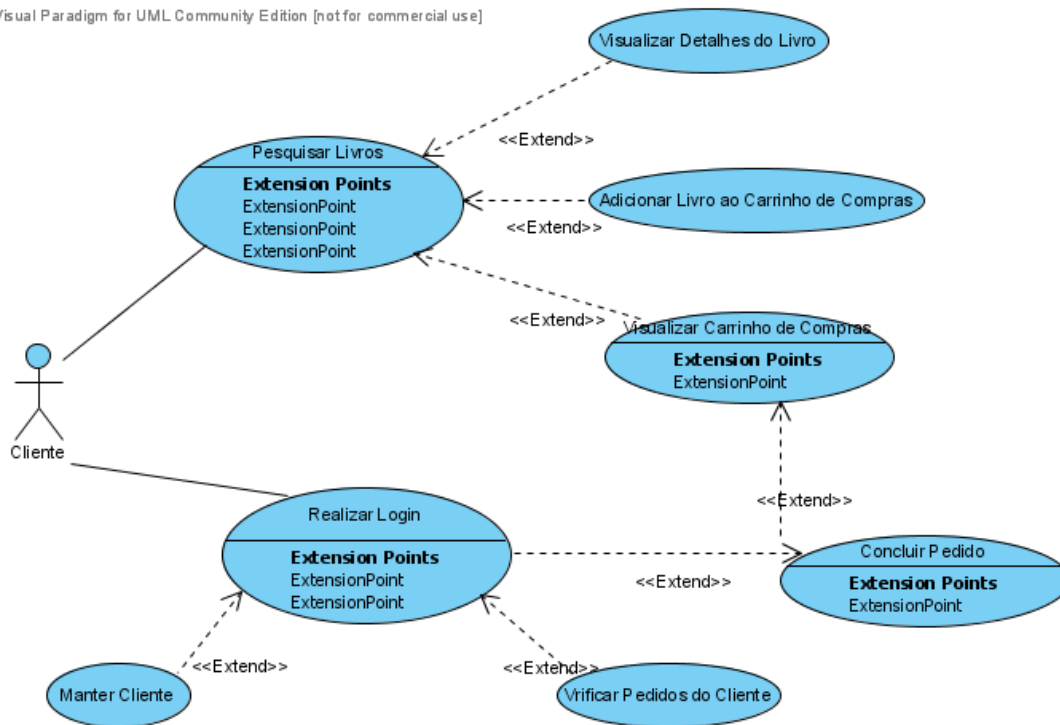 Visual Paradigm for UML Community Edition [not for commercial use]
Visualizar Detalhes do Livro
<<Extend>>
Pesquisar Livros
Extension Points
ExtensionPoint
ExtensionPoint
ExtensionPoint
Adicionar Livro ao Carrinho de Compras
<<Extend>>
<<Extend>>
Visualizar Carrinho de Compras
Extension Points
ExtensionPoint
Cliente
<<Extend>>
Realizar Login
Extension Points
ExtensionPoint
ExtensionPoint
<<Extend>>
Concluir Pedido
Extension Points
ExtensionPoint
<<Extend>>
<<Extend>>
Manter Cliente
Vrificar Pedidos do Cliente